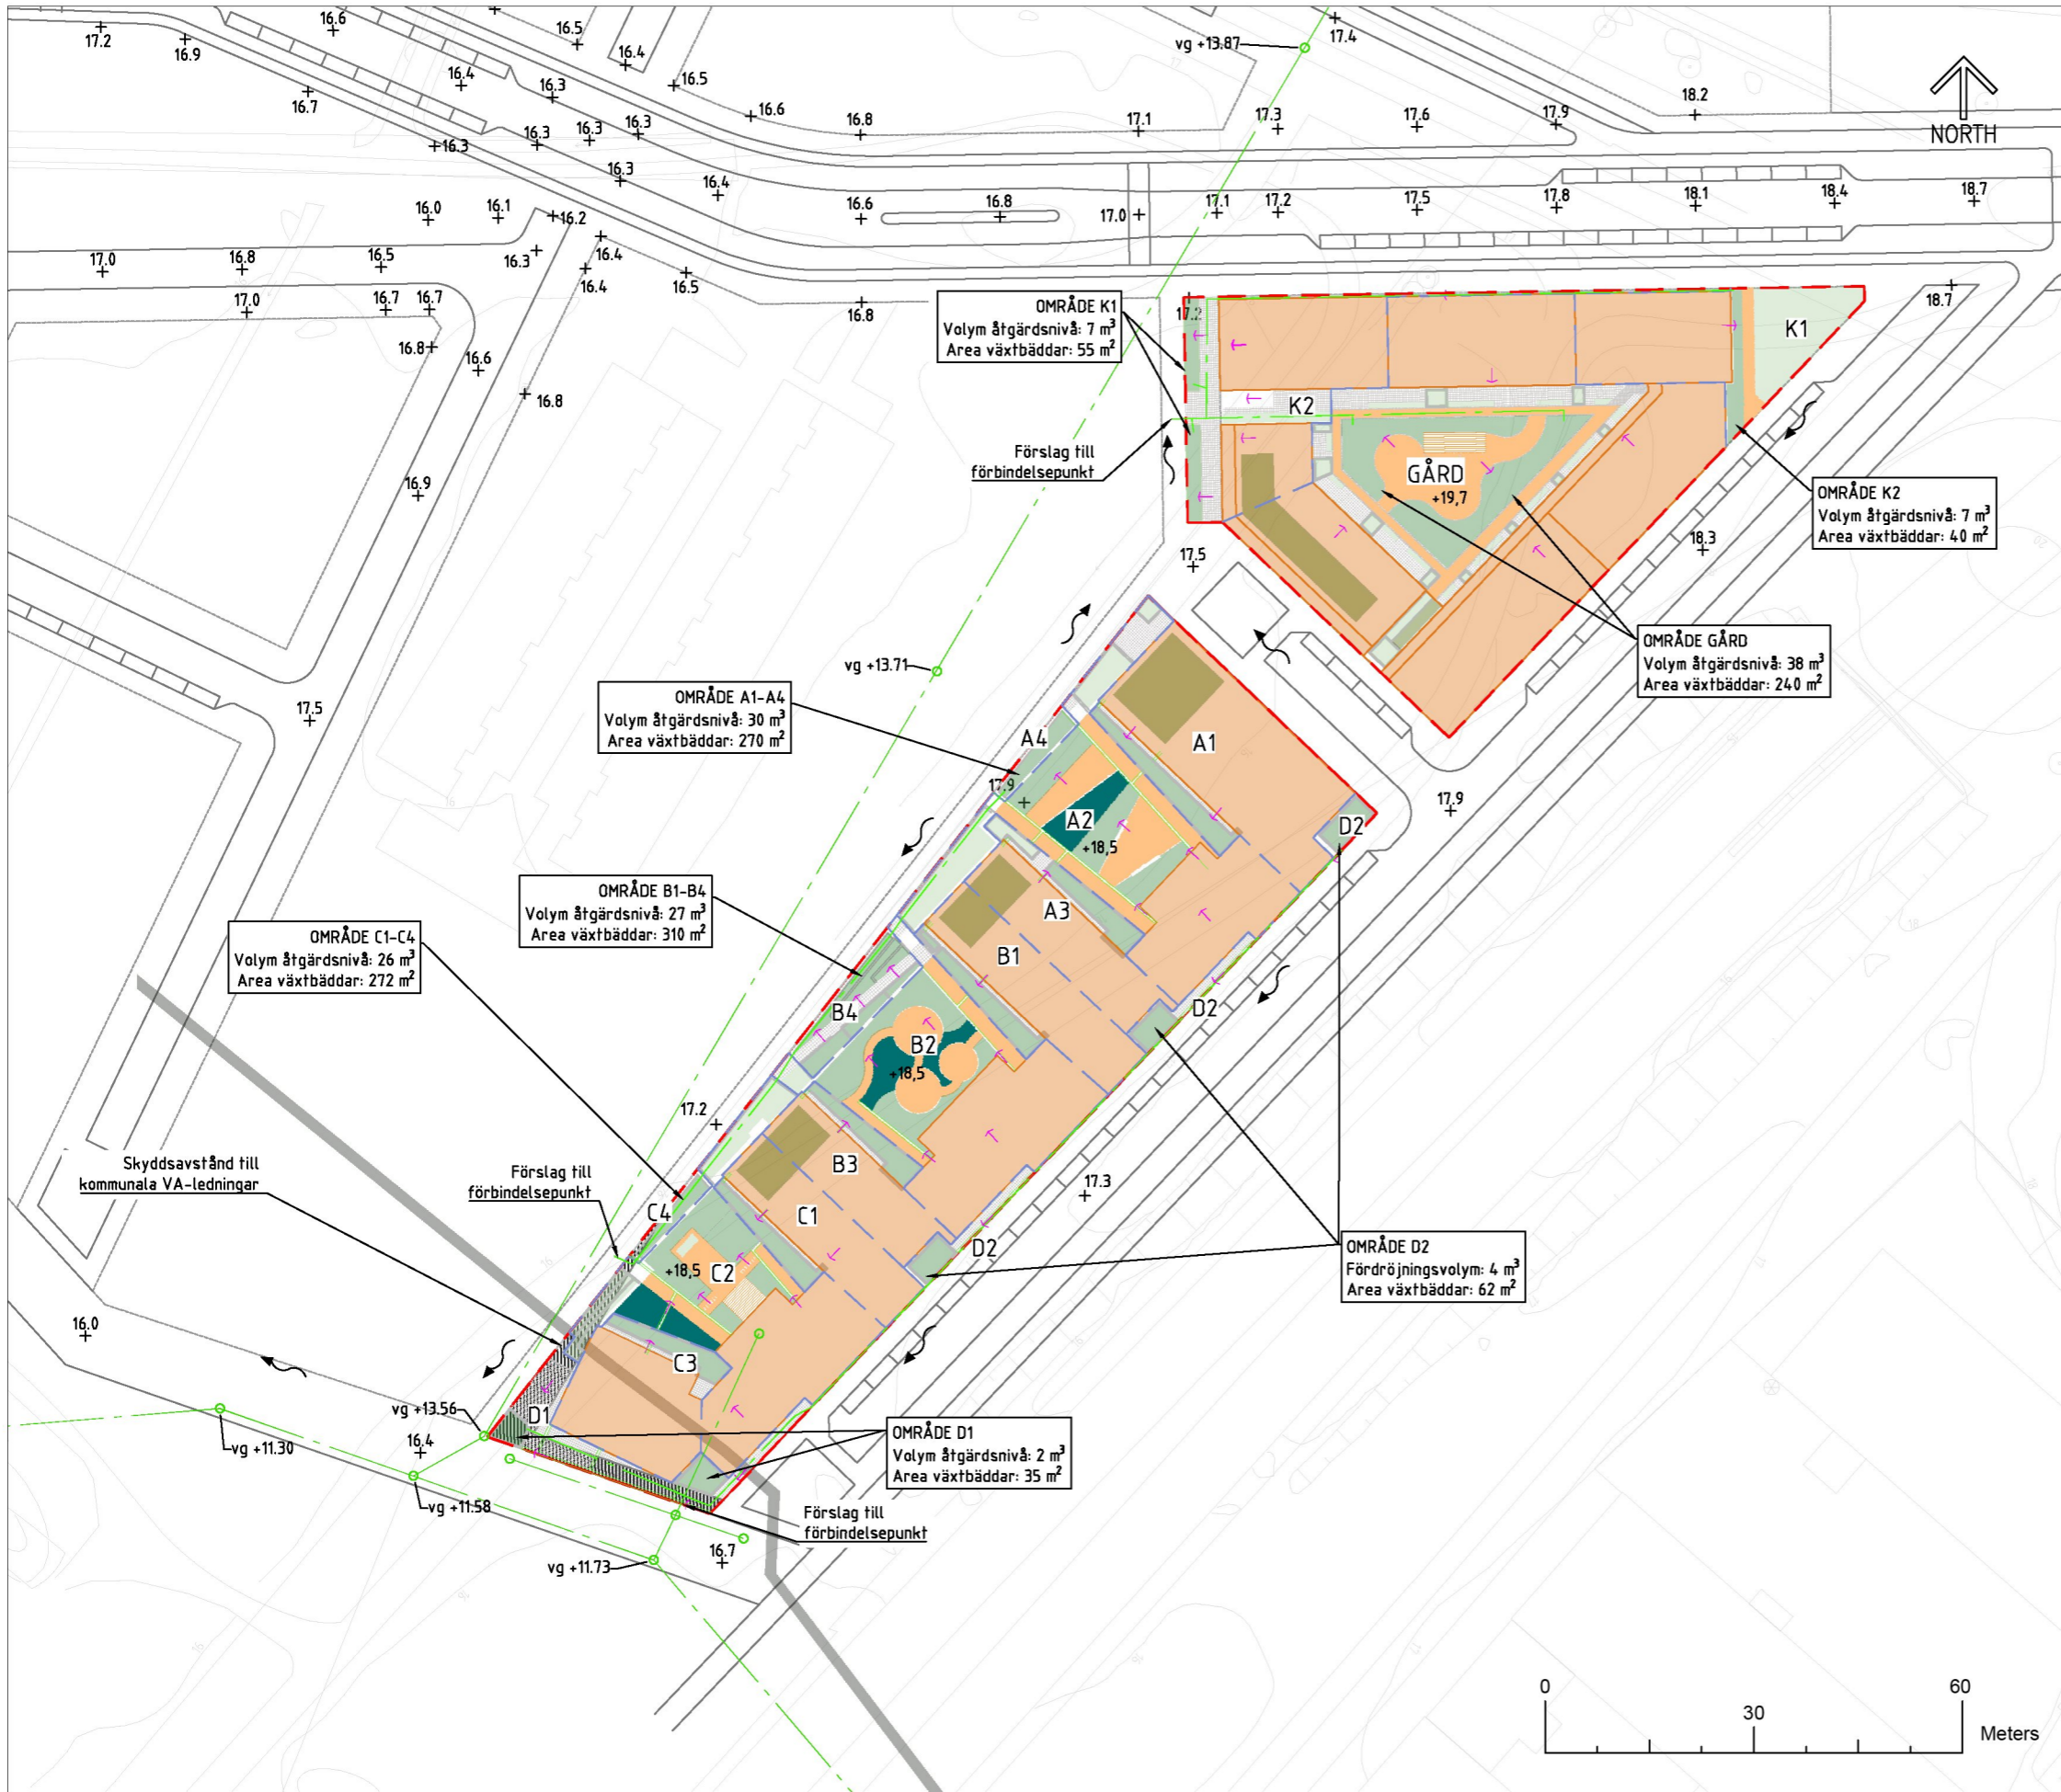 16.6
17.2
16.9
16.5
16.4
16.4
16.5
16.7
16.3
16.6
16.3
16.3
16.3
16.3
16.8
17.1
17.3
17.6
17.9
18.2
17.4
vg +13.87
NORTH
16.3
16.4
16.0
16.1
16.2
16.6
16.8
17.0
17.1
17.2
17.5
17.8
18.1
18.4
18.7
17.0
16.8
16.5
16.3
16.4
16.4
16.5
17.0
16.7
16.7
16.8
18.7
OMRÅDE K1
Volym åtgärdsnivå: 7 m³
Area växtbäddar: 55 m²
17.2
K1
16.8
16.6
16.8
K2
Förslag till
förbindelsepunkt
GÅRD
+19,7
16.9
OMRÅDE K2
Volym åtgärdsnivå: 7 m³
Area växtbäddar: 40 m²
18.3
17.5
OMRÅDE GÅRD
Volym åtgärdsnivå: 38 m³
Area växtbäddar: 240 m²
vg +13.71
OMRÅDE A1-A4
Volym åtgärdsnivå: 30 m³
Area växtbäddar: 270 m²
17.5
A4
A1
17.9
17.9
A2
+18,5
D2
OMRÅDE B1-B4
Volym åtgärdsnivå: 27 m³
Area växtbäddar: 310 m²
A3
OMRÅDE C1-C4
Volym åtgärdsnivå: 26 m³
Area växtbäddar: 272 m²
B1
B4
D2
B2
+18,5
17.2
Skyddsavstånd till
kommunala VA-ledningar
Förslag till
förbindelsepunkt
B3
17.3
C4
C1
D2
OMRÅDE D2
Fördröjningsvolym: 4 m³
Area växtbäddar: 62 m²
+18,5
C2
16.0
C3
vg +13.56
D1
16.4
vg +11.30
OMRÅDE D1
Volym åtgärdsnivå: 2 m³
Area växtbäddar: 35 m²
vg +11.58
Förslag till
förbindelsepunkt
16.7
vg +11.73
0
60
30
Meters